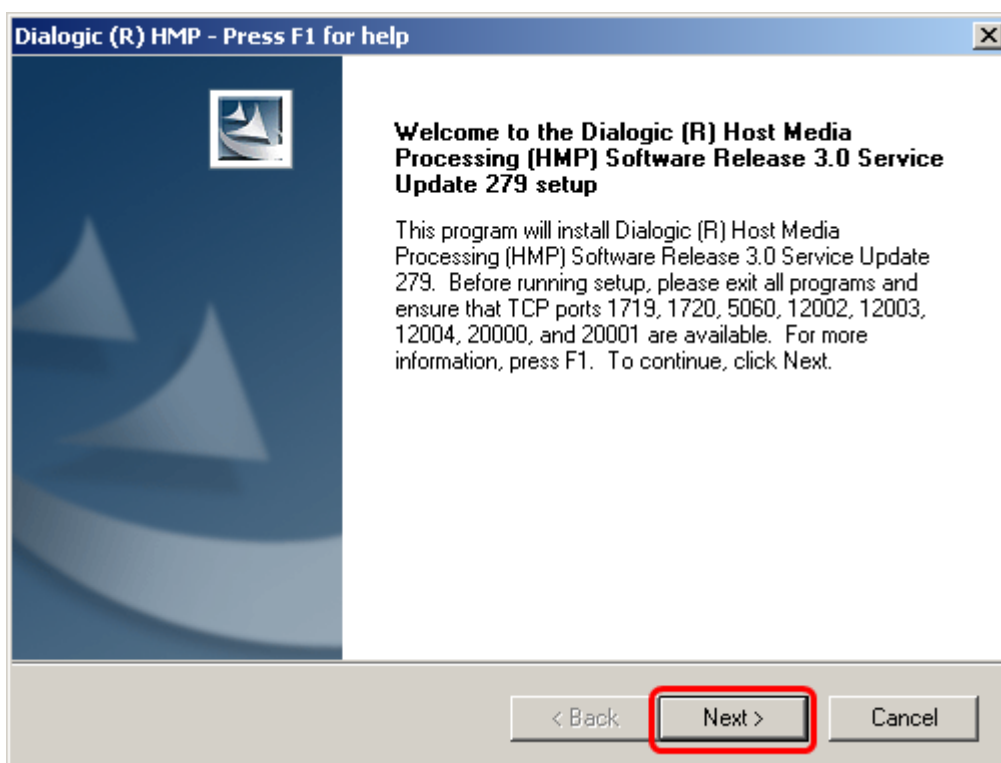 Dialogic (R) HMP - Press F1 for help
Welcome to the Dialogic (R) Host Media
Processing (HMP) Software Release 3.0 Service
Update 279 setup
This program will install Dialogic (R) Host Media
Processing (HMP) Software Release 3.0 Service Update
279. Before running setup, please exit all programs and
ensure that TCP ports 1719, 1720, 5060, 12002, 12003,
12004, 20000, and 20001 are available. For more
information, press F1. To continue, click Next.
< Back
Next >
Cancel